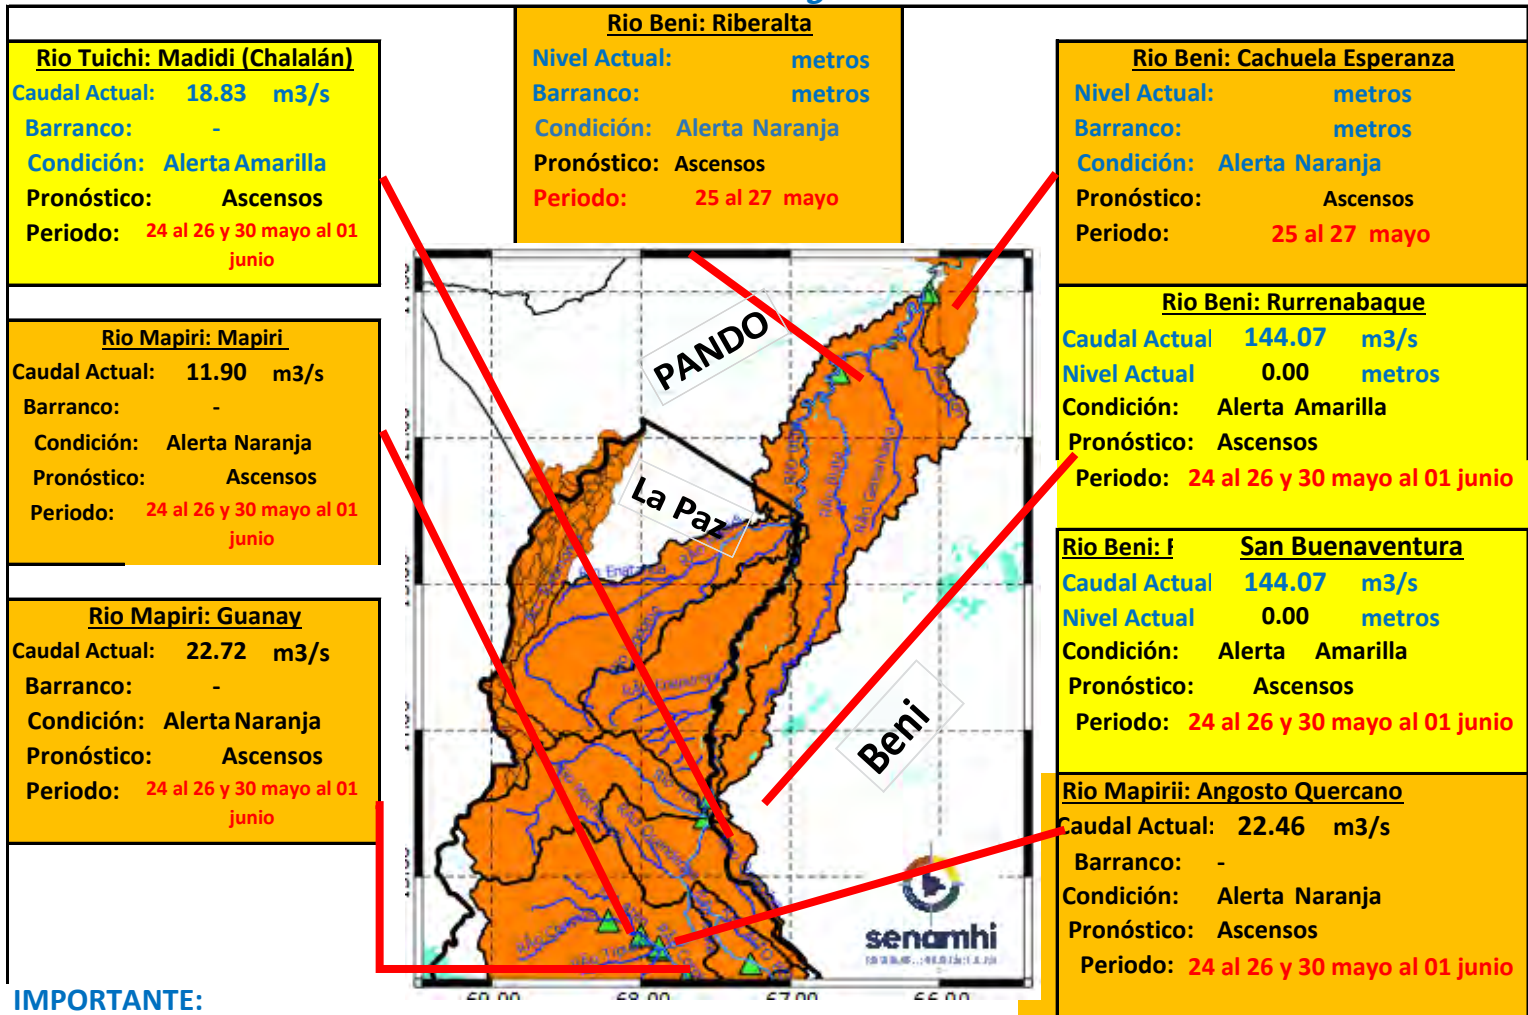 Rio Tuichi: Madidi (Chalalán)
Caudal Actual: 18.83 m3/s
Barranco: -
Condición: Alerta Amarilla
Pronóstico: Ascensos
Periodo: 24 al 26 y 30 mayo al 01
junio
Rio Mapiri: Mapiri
Caudal Actual: 11.90 m3/s
Barranco: -
Condición: Alerta Naranja
Pronóstico: Ascensos
Periodo: 24 al 26 y 30 mayo al 01
junio
Rio Mapiri: Guanay
Caudal Actual: 22.72 m3/s
Barranco: -
Condición: Alerta Naranja
Pronóstico: Ascensos
Periodo: 24 al 26 y 30 mayo al 01
junio
Rio Beni: Riberalta
Nivel Actual: metros
Barranco: metros
Condición: Alerta Naranja
Pronóstico: Ascensos
Periodo: 25 al 27 mayo
PANDO
La Paz
Beni
senamhi
68.00
67.00
66.00
Rio Beni: Cachuela Esperanza
Nivel Actual: metros
Barranco: metros
Condición: Alerta Naranja
Pronóstico: Ascensos
Periodo: 25 al 27 mayo
Rio Beni: Rurrenabaque
Caudal Actual 144.07 m3/s
Nivel Actual 0.00 metros
Condición: Alerta Amarilla
Pronóstico: Ascensos
Periodo: 24 al 26 y 30 mayo al 01 junio
Rio Beni: San Buenaventura
Caudal Actual 144.07 m3/s
Nivel Actual 0.00 metros
Condición: Alerta Amarilla
Pronóstico: Ascensos
Periodo: 24 al 26 y 30 mayo al 01 junio
Rio Mapirii: Angosto Quercano
Caudal Actual: 22.46 m3/s
Barranco: -
Condición: Alerta Naranja
Pronóstico: Ascensos
Periodo: 24 al 26 y 30 mayo al 01 junio
IMPORTANTE: